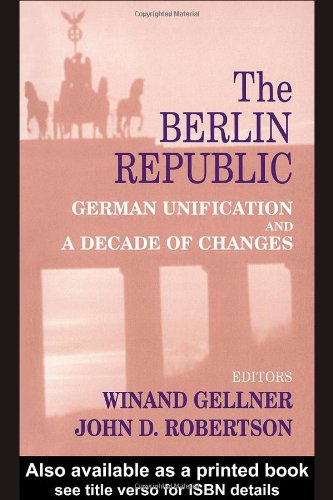 The
BERLIN
REPUBLIC
GERMAN UNIFICATION
AND
A DECADE OF CHANGES
EDITORS
WINAND GELLNER
JOHN D. ROBERTSON
Also available as a printed book
see title verso for ISBN details